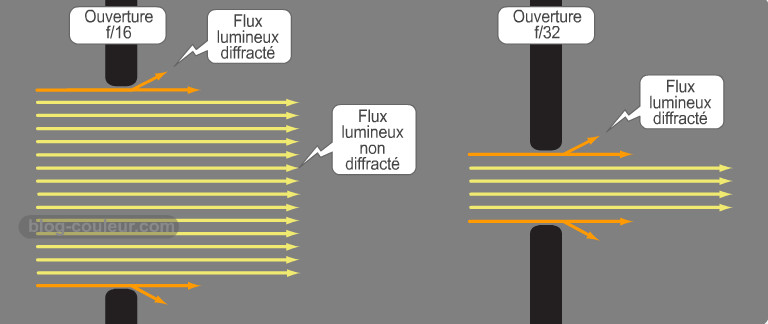 Ouverture
f/16
Flux
lumineux
diffracté
Flux
lumineux
non
diffracté
blog-couleur.com
Ouverture
f/32
Flux
lumineux
diffracté